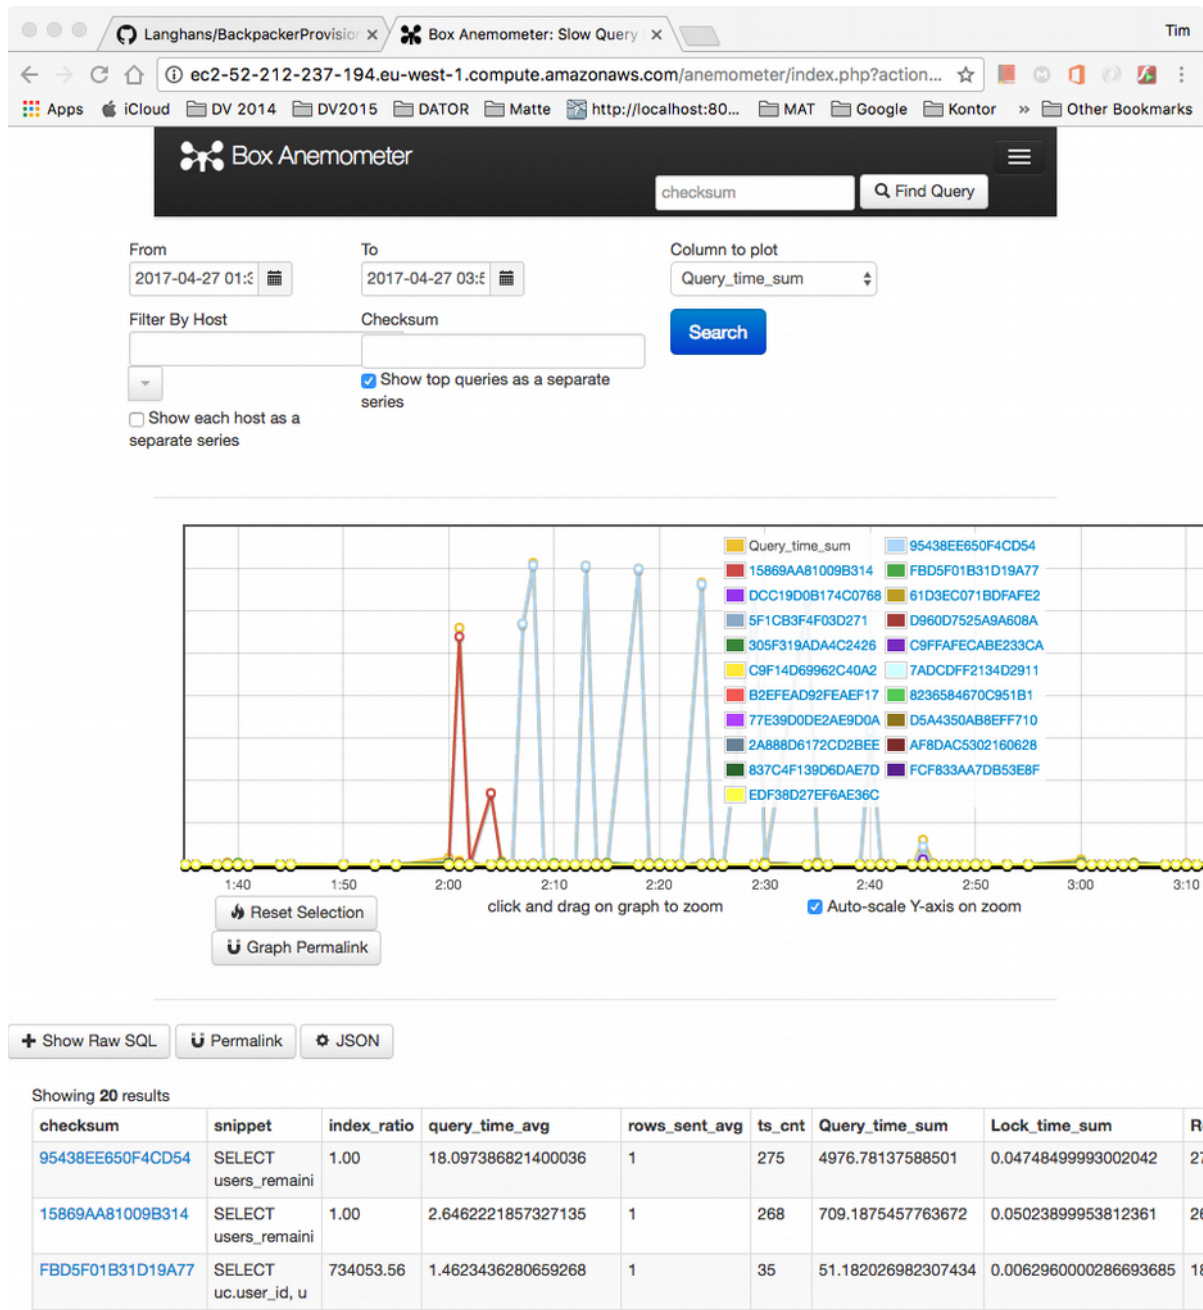 Langhans/BackpackerProvision
Box Anemometer: Slow Query
Tim
ec2-52-212-237-194.eu-west-1.compute.amazonaws.com/anemometer/index.php?action...
Apps iCloud DV 2014 DV2015 DATOR Matte http://localhost:80... MAT Google Kontor » Other Bookmarks
Box Anemometer
checksum Find Query
From To Column to plot
2017-04-27 01:3 2017-04-27 03:5 Query_time_sum
Filter By Host Checksum Search
Show top queries as a separate
series
Show each host as a
separate series
Query_time_sum 95438EE650F4CD54
15869AA81009B314 FBD5F01B31D19A77
DCC19D0B174C0768 61D3EC071BDFAFE2
5F1CB3F4F03D271 D960D7525A9A608A
305F319ADA4C2426 C9FFAFECABE233CA
C9F14D69962C40A2 7ADCDFF2134D2911
B2EFEAD92FEAEF17 8236584670C951B1
77E39D0DE2AE9D0A D5A4350AB8EFF710
2A888D6172CD2BEE AF8DAC5302160628
837C4F139D6DAE7D FCF833AA7DB53E8F
EDF38D27EF6AE36C
1:40 1:50 2:00 2:10 2:20 2:30 2:40 2:50 3:00 3:10
Reset Selection click and drag on graph to zoom Auto-scale Y-axis on zoom
Graph Permalink
Show Raw SQL Permalink JSON
Showing 20 results
checksum snippet index_ratio query_time_avg rows_sent_avg ts_cnt Query_time_sum Lock_time_sum
95438EE650F4CD54 SELECT 1.00 18.097386821400036 1 275 4976.78137588501 0.04748499993002042 27
users_remaini
15869AA81009B314 SELECT 1.00 2.6462221857327135 1 268 709.1875457763672 0.05023899953812361 26
users_remaini
FBD5F01B31D19A77 SELECT 734053.56 1.4623436280659268 1 35 51.182026982307434 0.0062960000286693685 18
uc.user_id, u